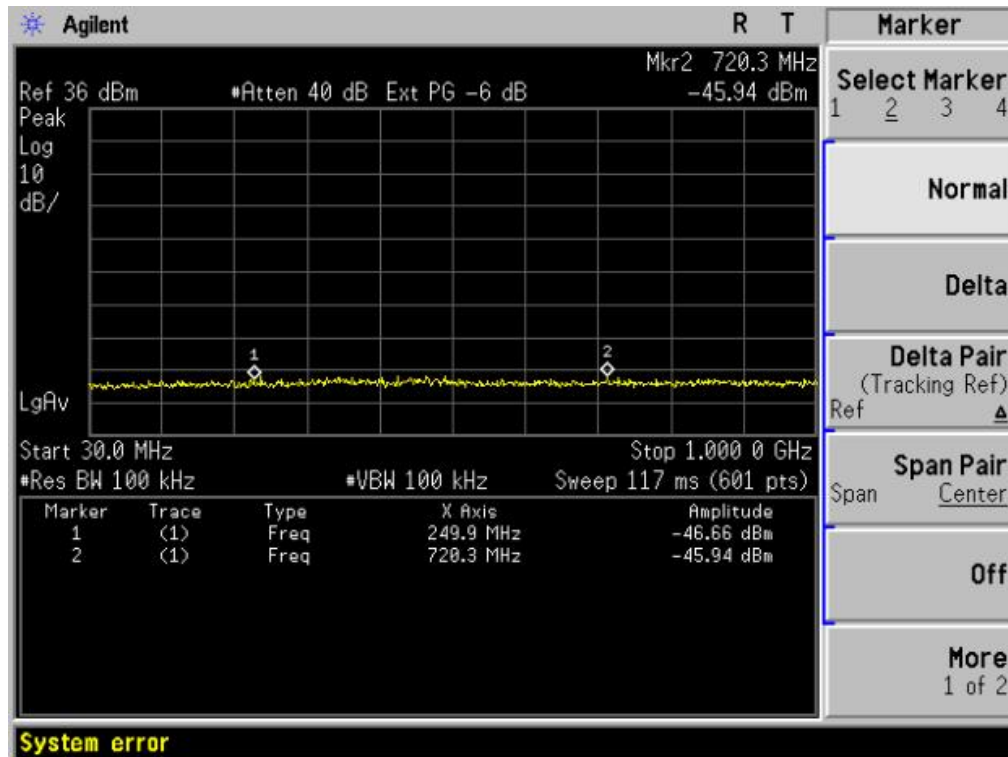 Agilent R T
Mkr2 720.3 MHz
Ref 36 dBm #Atten 40 dB Ext PG -6 dB -45.94 dBm
Peak
Log
10
dB/
1
2
LgAv
Start 30.0 MHz Stop 1.000 0 GHz
#Res BW 100 kHz #VBW 100 kHz Sweep 117 ms (601 pts)
Marker Trace Type X Axis Amplitude
1 (1) Freq 249.9 MHz -46.66 dBm
2 (1) Freq 720.3 MHz -45.94 dBm
System error
Marker
Select Marker
1 2 3 4
Normal
Delta
Delta Pair
(Tracking Ref)
Ref Δ
Span Pair
Span Center
Off
More
1 of 2